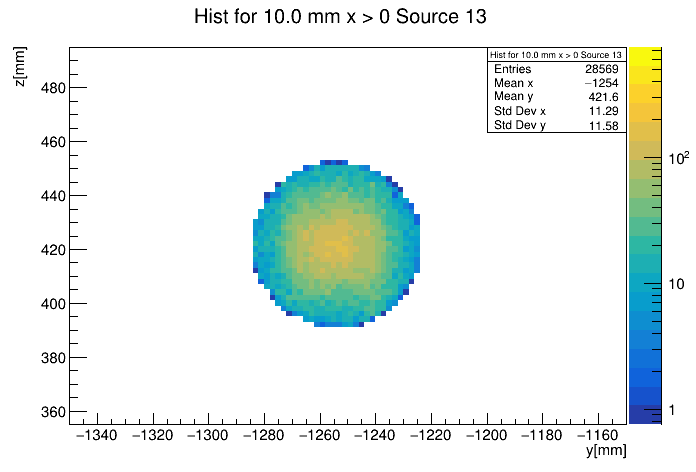 Hist for 10.0 mm x > 0 Source 13
z[mm]
Hist for 10.0 mm x > 0 Source 13
Entries 28569
Mean x −1254
Mean y 421.6
Std Dev x 11.29
Std Dev y 11.58
480
460
440
420
400
380
360
−1340 −1320 −1300 −1280 −1260 −1240 −1220 −1200 −1180 −1160
y[mm]
10²
10
1